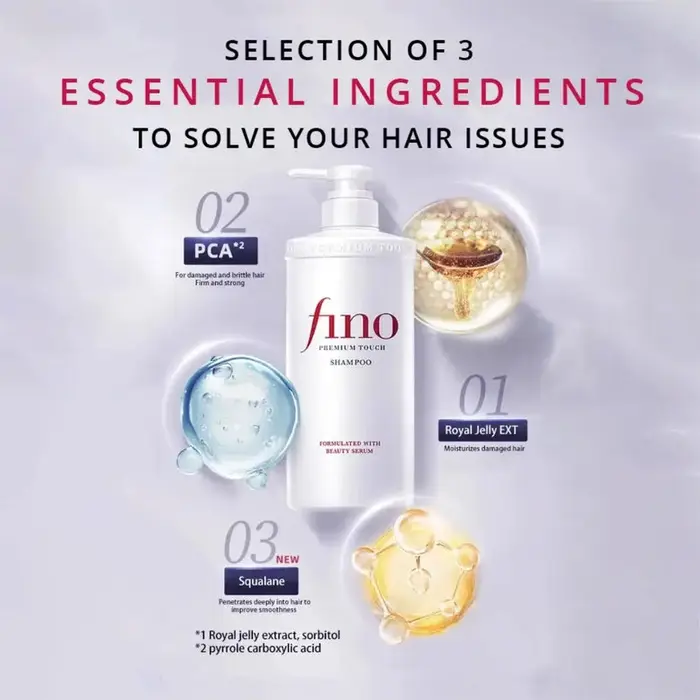 SELECTION OF 3
ESSENTIAL INGREDIENTS
TO SOLVE YOUR HAIR ISSUES
02
PCA*2
For damaged and brittle hair
Firm and strong
fino
PREMIUM TOUCH
SHAMPOO
FORMULATED WITH
BEAUTY SERUM
01
Royal Jelly EXT
Moisturizes damaged hair
03 NEW
Squalane
Penetrates deeply into hair to
improve smoothness
*1 Royal jelly extract, sorbitol
*2 pyrrole carboxylic acid